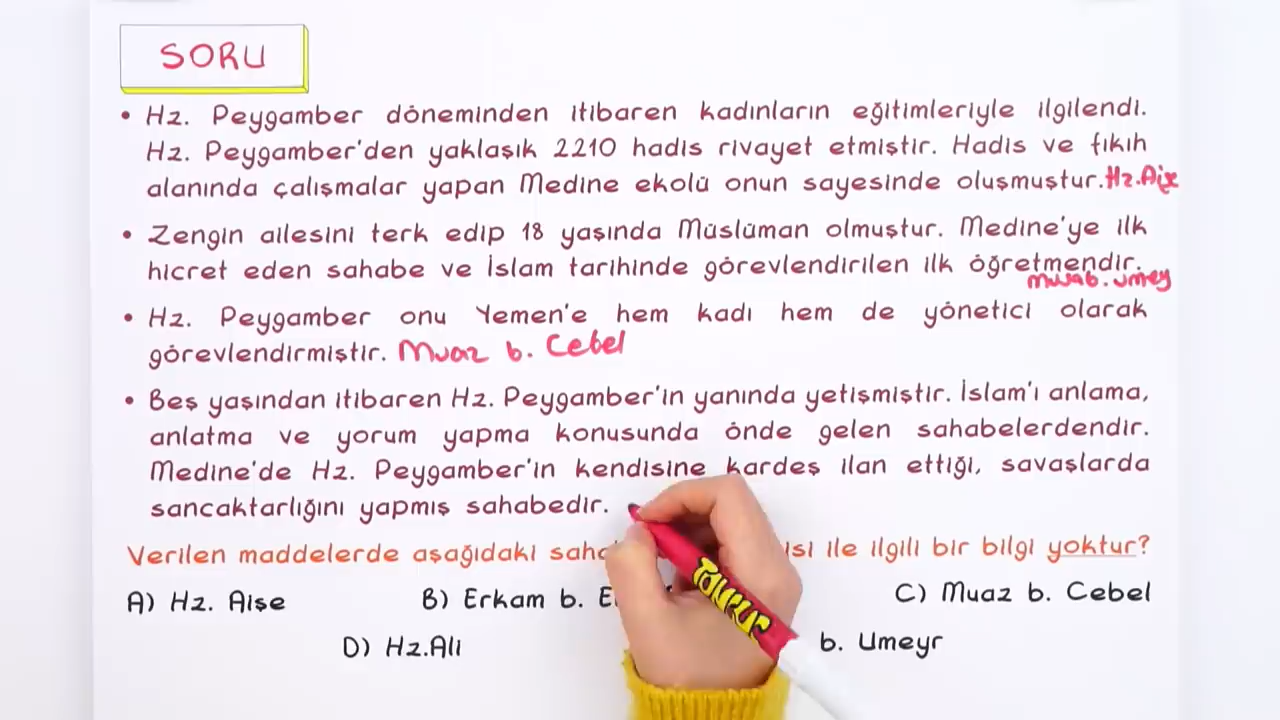 SORU
• Hz. Peygamber döneminden itibaren kadınların eğitimleriyle ilgilendi.
Hz. Peygamber'den yaklaşık 2210 hadis rivayet etmiştir. Hadis ve fıkıh
alanında çalışmalar yapan Medine ekolü onun sayesinde oluşmuştur. Hz. Aişe
• Zengin ailesini terk edip 18 yaşında Müslüman olmuştur. Medine'ye ilk
hicret eden sahabe ve İslam tarihinde görevlendirilen ilk öğretmendir.
Musab. Umey
• Hz. Peygamber onu Yemen'e hem kadı hem de yönetici olarak
görevlendirmiştir. Muaz b. Cebel
• Beş yaşından itibaren Hz. Peygamber'in yanında yetişmiştir. İslam'ı anlama,
anlatma ve yorum yapma konusunda önde gelen sahabelerdendir.
Medine'de Hz. Peygamber'in kendisine kardeş ilan ettiği, savaşlarda
sancaktarlığını yapmış sahabedir.
Verilen maddelerde aşağıdaki ile ilgili bir bilgi yoktur?
A) Hz. Aişe B) Erkam b. C) Muaz b. Cebel
D) Hz.Ali b. Umeyr